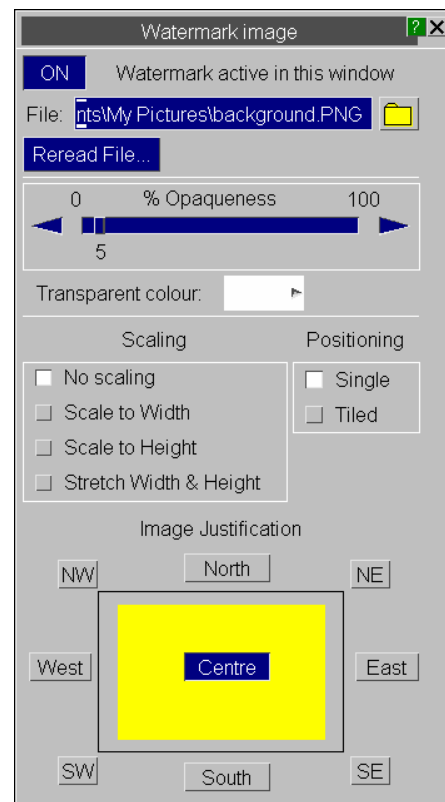 Watermark image ? X
ON Watermark active in this window
File: nts\My Pictures\background.PNG
Reread File...
0 % Opaqueness 100
5
Transparent colour:
Scaling Positioning
No scaling Single
Scale to Width Tiled
Scale to Height
Stretch Width & Height
Image Justification
NW North NE
West Centre East
SW South SE